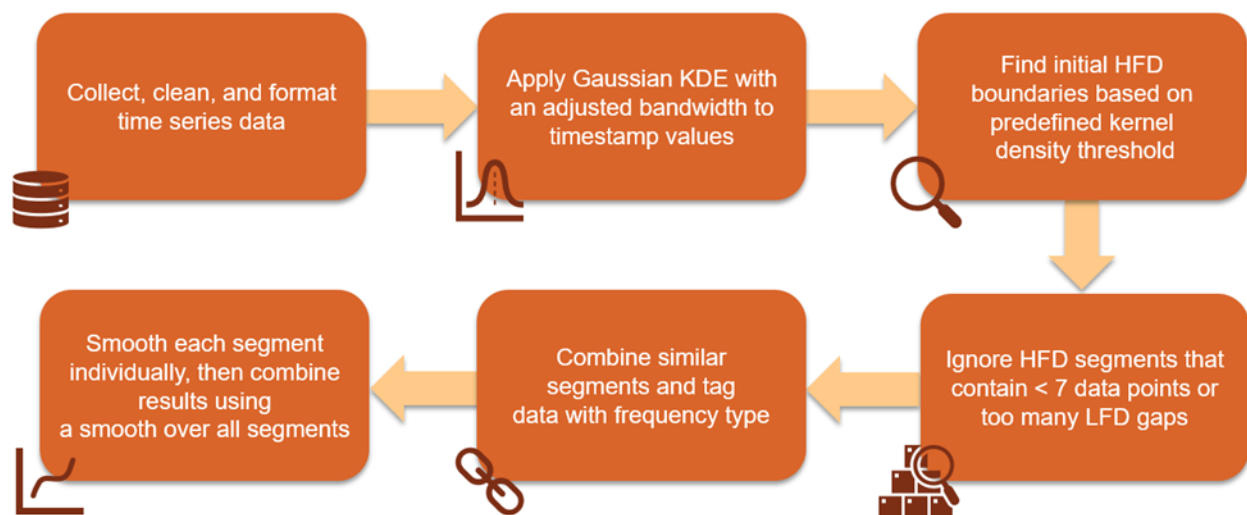 Collect, clean, and format
time series data
Apply Gaussian KDE with
an adjusted bandwidth to
timestamp values
Find initial HFD
boundaries based on
predefined kernel
density threshold
Ignore HFD segments that
contain < 7 data points or
too many LFD gaps
Combine similar
segments and tag
data with frequency type
Smooth each segment
individually, then combine
results using
a smooth over all segments